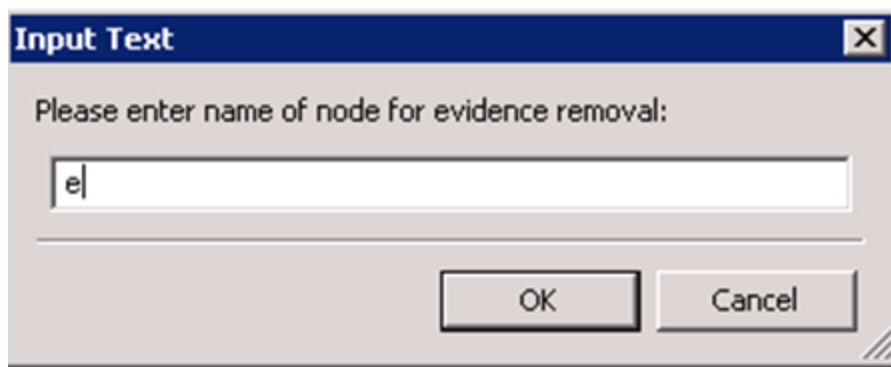 Input Text
Please enter name of node for evidence removal:
e
OK Cancel